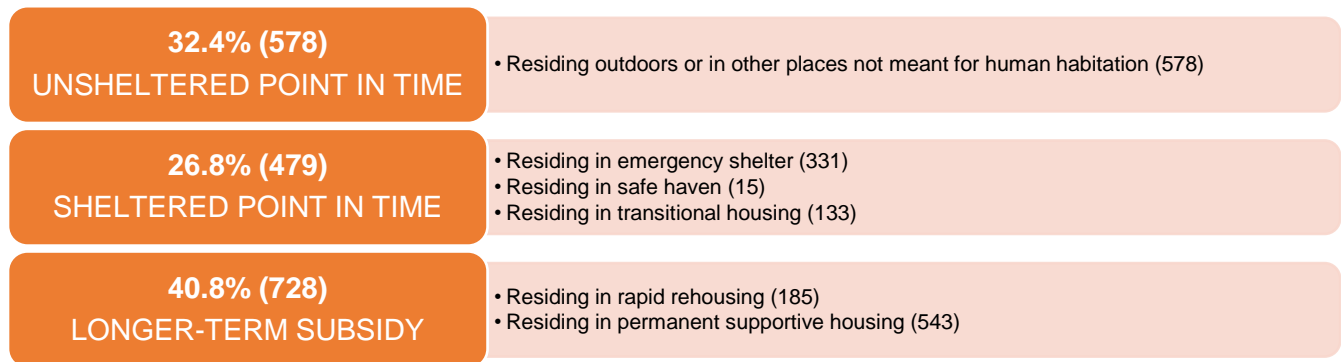 32.4% (578)
UNSHELTERED POINT IN TIME
• Residing outdoors or in other places not meant for human habitation (578)
26.8% (479)
SHELTERED POINT IN TIME
• Residing in emergency shelter (331)
• Residing in safe haven (15)
• Residing in transitional housing (133)
40.8% (728)
LONGER-TERM SUBSIDY
• Residing in rapid rehousing (185)
• Residing in permanent supportive housing (543)